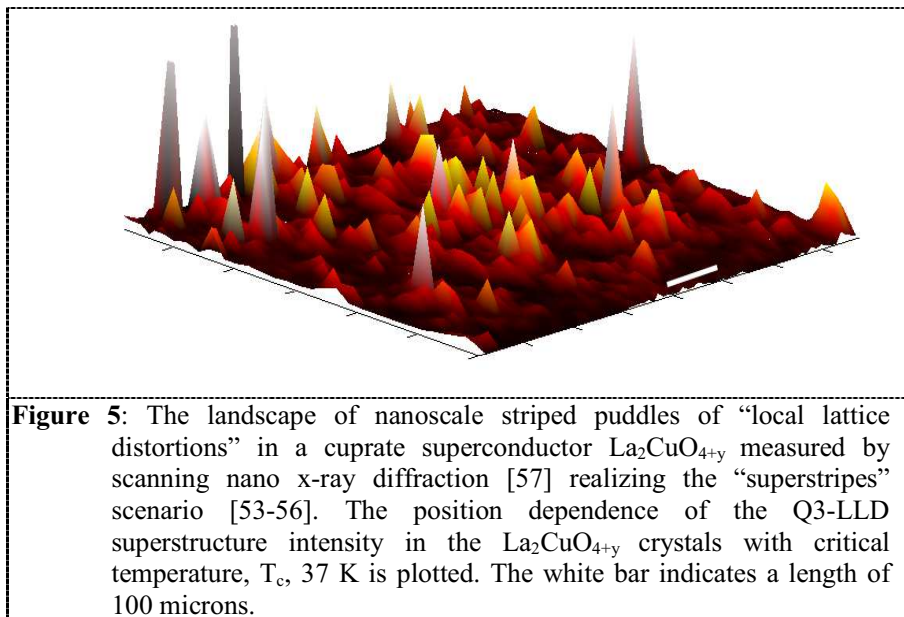 Figure 5: The landscape of nanoscale striped puddles of “local lattice
distortions” in a cuprate superconductor La₂CuO₄₊y measured by
scanning nano x-ray diffraction [57] realizing the “superstripes”
scenario [53-56]. The position dependence of the Q3-LLD
superstructure intensity in the La₂CuO₄₊y crystals with critical
temperature, Tc, 37 K is plotted. The white bar indicates a length of
100 microns.